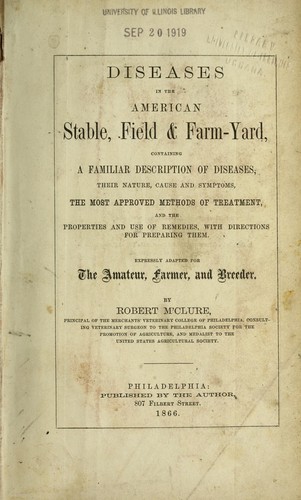 UNIVERSITY OF ILLINOIS LIBRARY
SEP 20 1919
LIBRARY
URBANA
DISEASES
IN THE
AMERICAN
Stable, Field & Farm-Yard,
CONTAINING
A FAMILIAR DESCRIPTION OF DISEASES,
THEIR NATURE, CAUSE AND SYMPTOMS,
THE MOST APPROVED METHODS OF TREATMENT,
AND THE
PROPERTIES AND USE OF REMEDIES, WITH DIRECTIONS
FOR PREPARING THEM.
EXPRESSLY ADAPTED FOR
The Amateur, Farmer, and Breeder.
BY
ROBERT M'CLURE,
PRINCIPAL OF THE MERCHANTS' VETERINARY COLLEGE OF PHILADELPHIA, CONSULT-
ING VETERINARY SURGEON TO THE PHILADELPHIA SOCIETY FOR THE
PROMOTION OF AGRICULTURE, AND MEDALIST TO THE
UNITED STATES AGRICULTURAL SOCIETY.
PHILADELPHIA:
PUBLISHED BY THE AUTHOR,
807 FILBERT STREET.
1866.